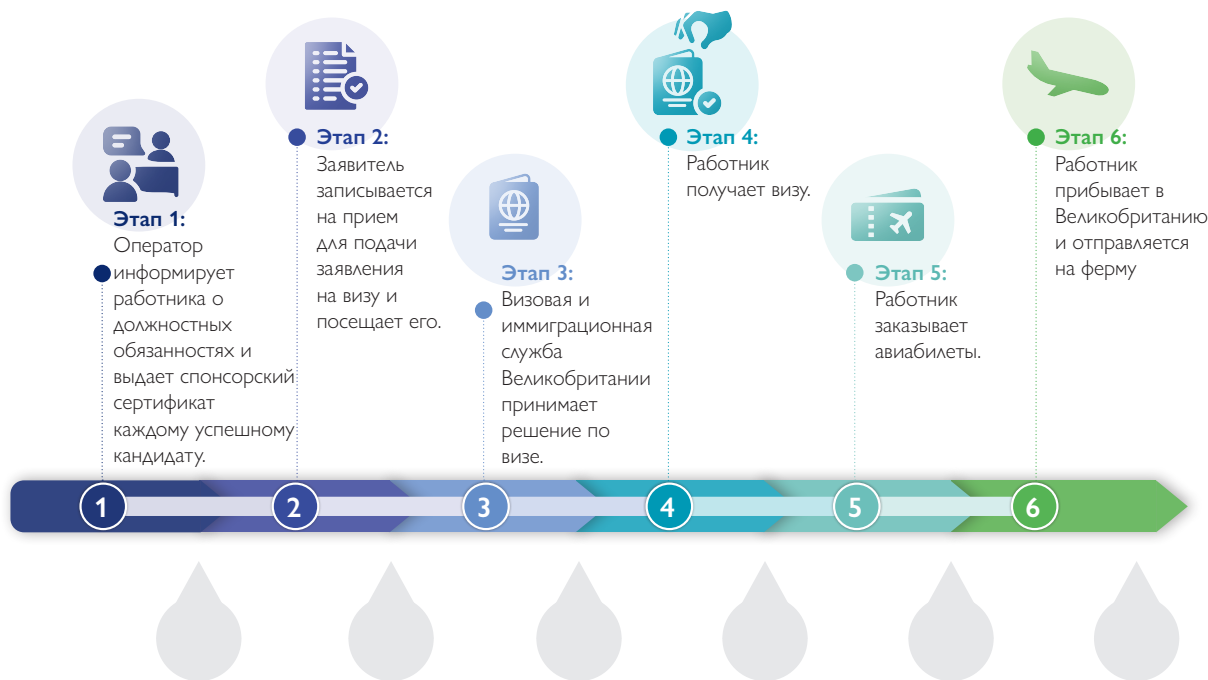 Этап 1:
Оператор
информирует
работника о
должностных
обязанностях и
выдает спонсорский
сертификат
каждому успешному
кандидату.
Этап 2:
Заявитель
записывается
на прием
для подачи
заявления
на визу и
посещает его.
Этап 3:
Визовая и
иммиграционная
служба
Великобритании
принимает
решение по
визе.
Этап 4:
Работник
получает визу.
Этап 5:
Работник
заказывает
авиабилеты.
Этап 6:
Работник
прибывает в
Великобританию
и отправляется
на ферму
1
2
3
4
5
6